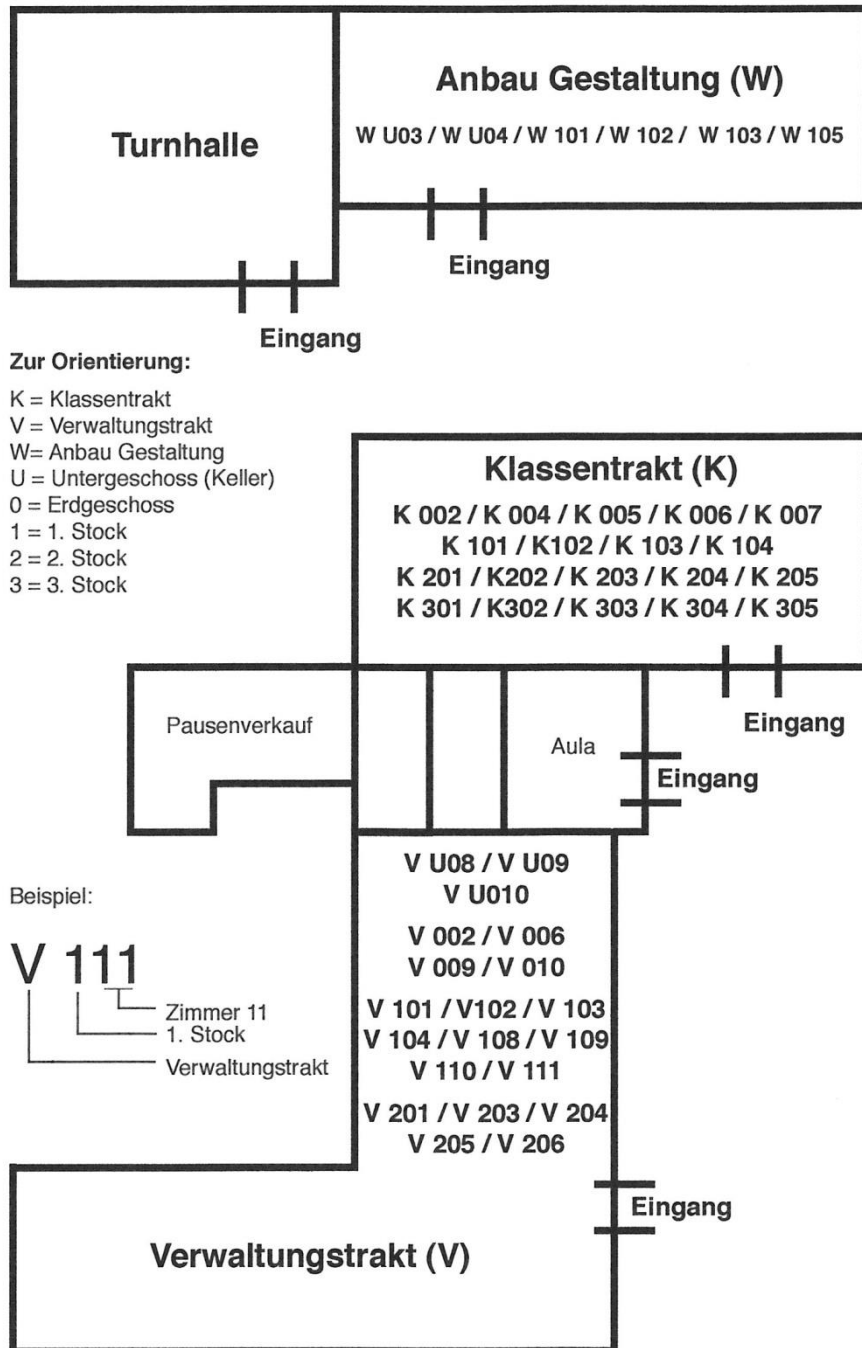 Turnhalle
Anbau Gestaltung (W)
W U03 / W U04 / W 101 / W 102 / W 103 / W 105
Eingang
Eingang
Zur Orientierung:
K = Klassentrakt
V = Verwaltungstrakt
W= Anbau Gestaltung
U = Untergeschoss (Keller)
0 = Erdgeschoss
1 = 1. Stock
2 = 2. Stock
3 = 3. Stock
Klassentrakt (K)
K 002 / K 004 / K 005 / K 006 / K 007
K 101 / K102 / K 103 / K 104
K 201 / K202 / K 203 / K 204 / K 205
K 301 / K302 / K 303 / K 304 / K 305
Eingang
Pausenverkauf
Aula
Eingang
V U08 / V U09
V U010
V 002 / V 006
V 009 / V 010
V 101 / V102 / V 103
V 104 / V 108 / V 109
V 110 / V 111
V 201 / V 203 / V 204
V 205 / V 206
Beispiel:
V 111
Zimmer 11
1. Stock
Verwaltungstrakt
Eingang
Verwaltungstrakt (V)